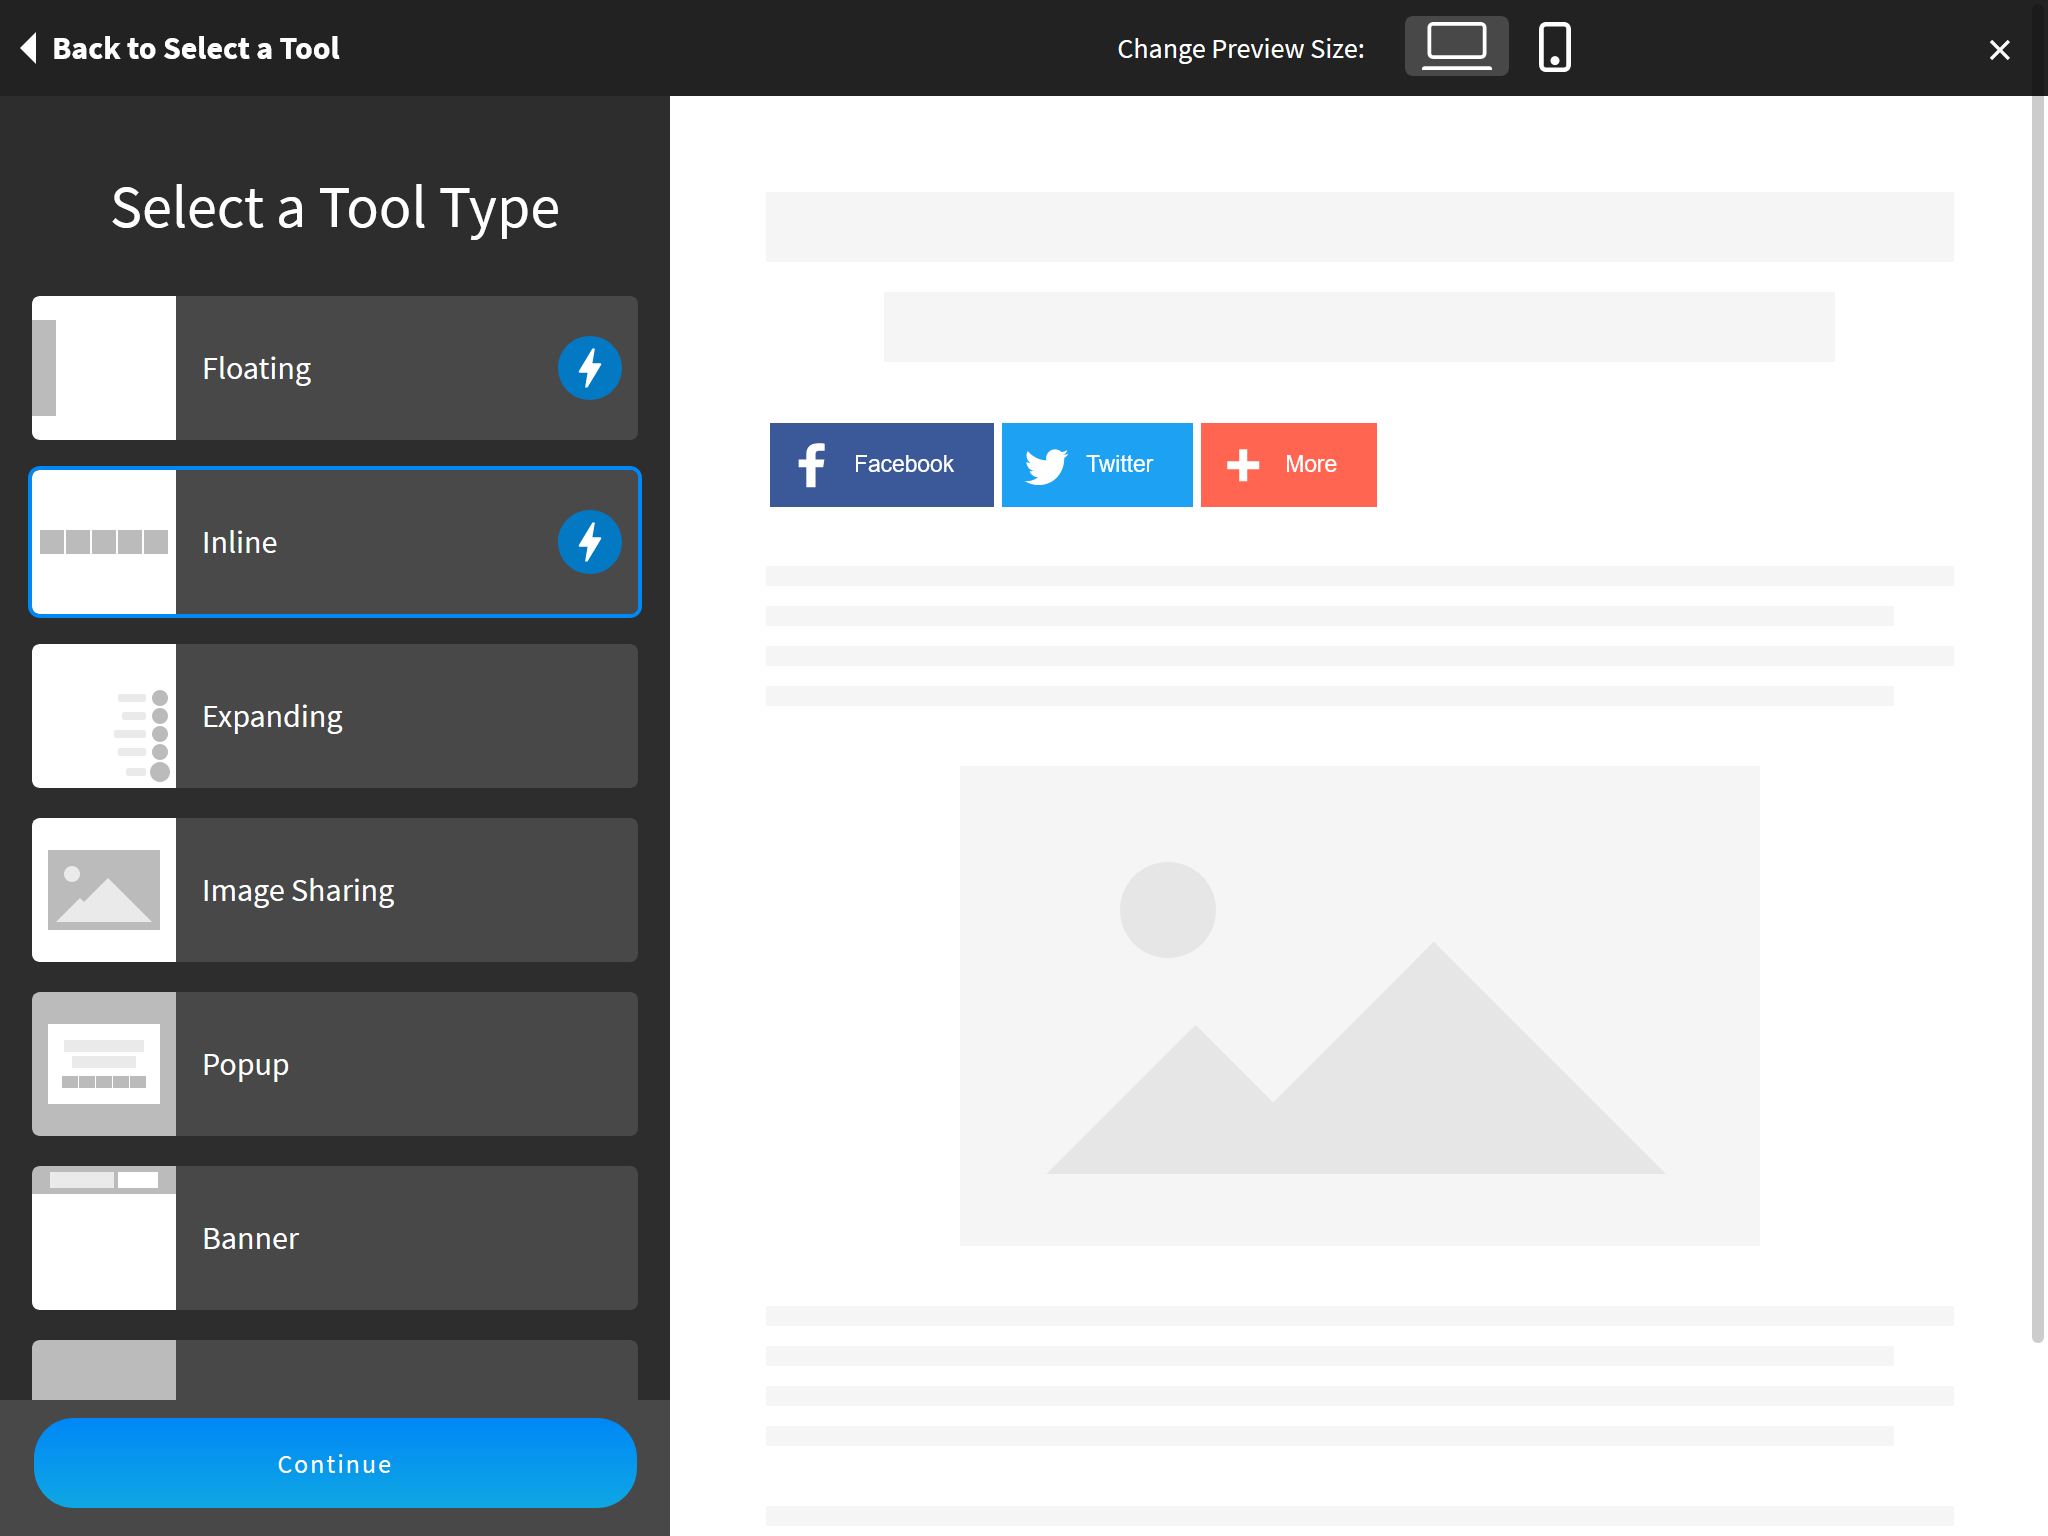 Back to Select a Tool
Change Preview Size:
Select a Tool Type
Floating
Inline
Expanding
Image Sharing
Popup
Banner
Continue
Facebook
Twitter
More